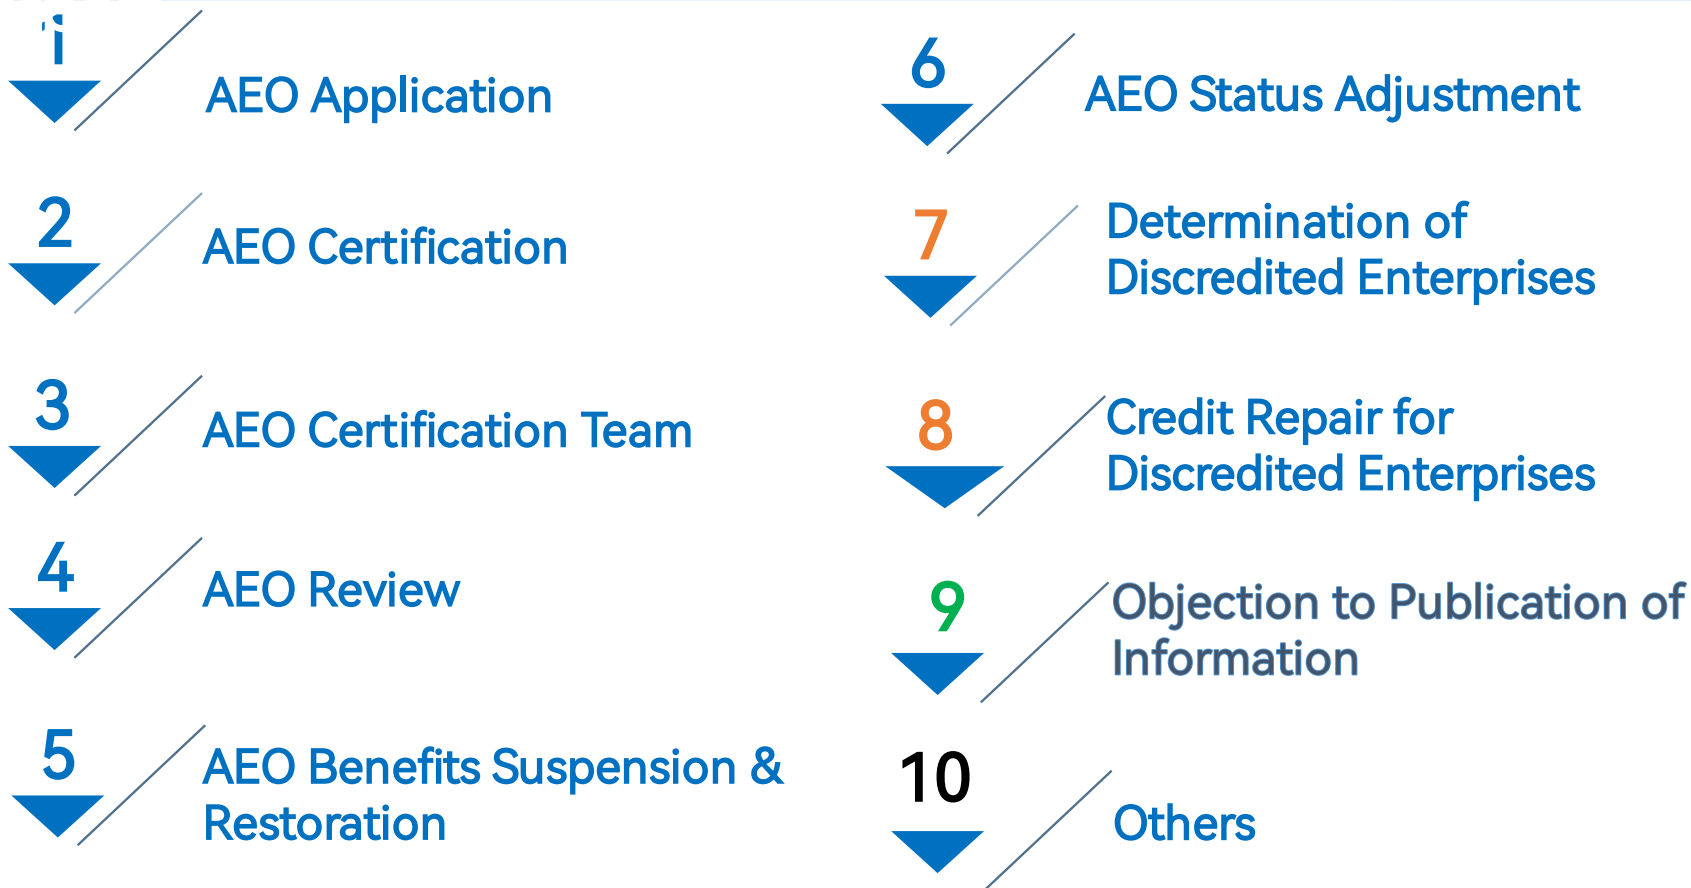 1
AEO Application
2
AEO Certification
3
AEO Certification Team
4
AEO Review
5
AEO Benefits Suspension &
Restoration
6
AEO Status Adjustment
7
Determination of
Discredited Enterprises
8
Credit Repair for
Discredited Enterprises
9
Objection to Publication of
Information
10
Others